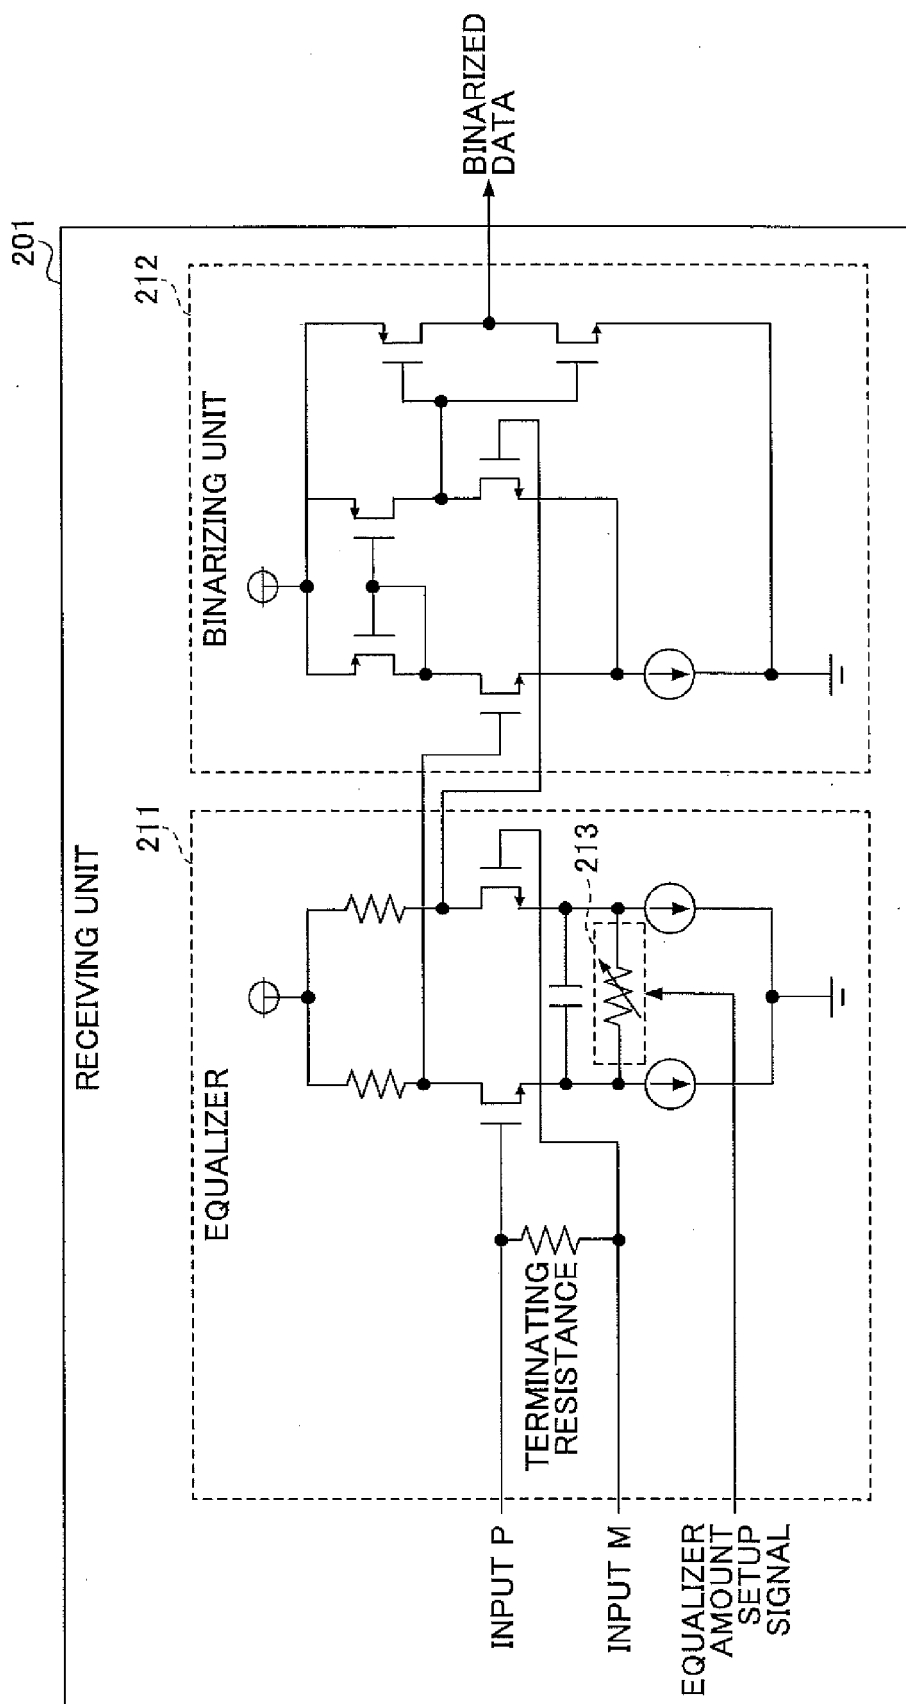 201
RECEIVING UNIT
211
EQUALIZER
212
BINARIZING UNIT
213
BINARIZED
DATA
TERMINATING
RESISTANCE
INPUT P
INPUT M
EQUALIZER
AMOUNT
SETUP
SIGNAL